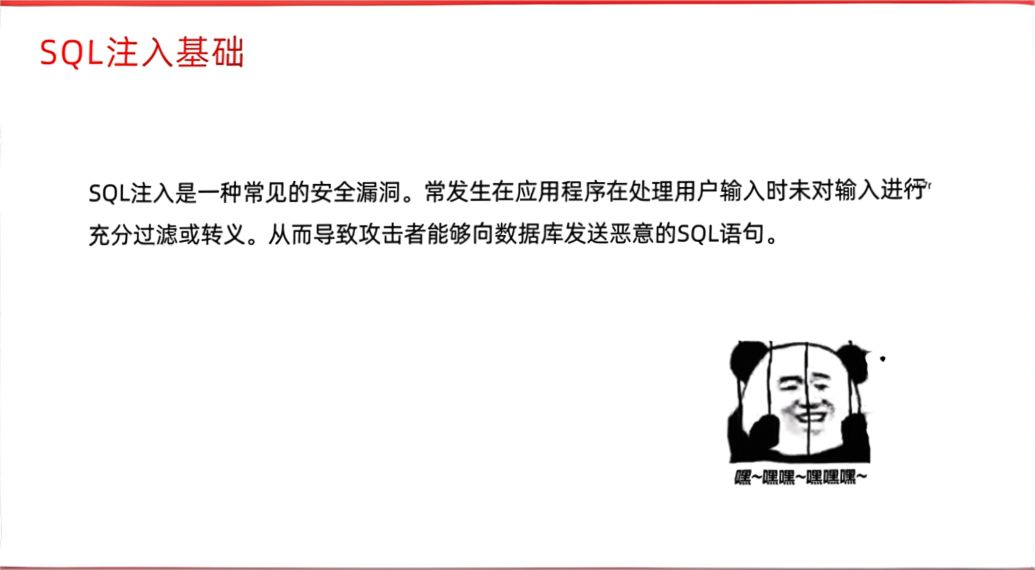 SQL注入基础
SQL注入是一种常见的安全漏洞。常发生在应用程序在处理用户输入时未对输入进行
充分过滤或转义。从而导致攻击者能够向数据库发送恶意的SQL语句。
嘿~嘿嘿~嘿嘿嘿~